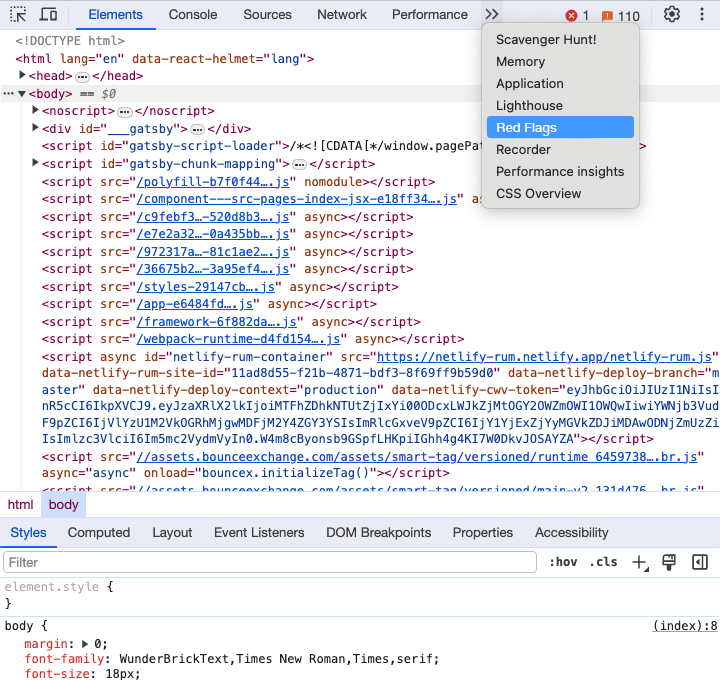 Elements Console Sources Network Performance 1 110
Scavenger Hunt!
Memory
Application
Lighthouse
Red Flags
Recorder
Performance insights
CSS Overview
<!DOCTYPE html>
<html lang="en" data-react-helmet="lang">
<head> … </head>
… <body> == $0
<noscript> … </noscript>
<div id="___gatsby"> … </div>
<script id="gatsby-script-loader">/*<![CDATA[*/window.pagePat >
<script id="gatsby-chunk-mapping"> … </script>
<script src="/polyfill-b7f0f44….js" nomodule></script>
<script src="/component---src-pages-index-jsx-e18ff34….js" a
<script src="/c9febf3…-520d8b3….js" async></script>
<script src="/e7e2a32…-0a435bb….js" async></script>
<script src="/972317a…-81c1ae2….js" async></script>
<script src="/36675b2…-3a95ef4….js" async></script>
<script src="/styles-29147cb….js" async></script>
<script src="/app-e6484fd….js" async></script>
<script src="/framework-6f882da….js" async></script>
<script src="/webpack-runtime-d4fd154….js" async></script>
<script async id="netlify-rum-container" src="https://netlify-rum.netlify.app/netlify-rum.js"
data-netlify-rum-site-id="11ad8d55-f21b-4871-bdf3-8f69ff9b59d0" data-netlify-deploy-branch="m
aster" data-netlify-deploy-context="production" data-netlify-cwv-token="eyJhbGciOiJIUzI1NiIsI
nR5cCI6IkpXVCJ9.eyJzaXRlX2lkIjoiMTFhZDhkNTUtZjIxYi00ODcxLWJkZjMtOGY2OWZmOWI1OWQwIiwiYWNjb3Vud
F9pZCI6IjVlYzU1M2VkOGRhMjgwMDFjM2Y4ZGY3YSIsImRlcGxveV9pZCI6IjY1YjExZjYyMGVkZDJiMDAwODNjZmUzZi
IsImlzc3VlciI6Im5mc2VydmVyIn0.W4m8cByonsb9GSpfLHKpiIGhh4g4KI7W0DkvJOSAYZA"></script>
<script src="//assets.bounceexchange.com/assets/smart-tag/versioned/runtime_6459738….br.js"
async="async" onload="bouncex.initializeTag()"></script>
<script src="//assets.bounceexchange.com/assets/smart-tag/versioned/main-v2_131d476….br.js"
html body
Styles Computed Layout Event Listeners DOM Breakpoints Properties Accessibility
Filter :hov .cls
element.style {
}
body { (index):8
margin: 0;
font-family: WunderBrickText,Times New Roman,Times,serif;
font-size: 18px;